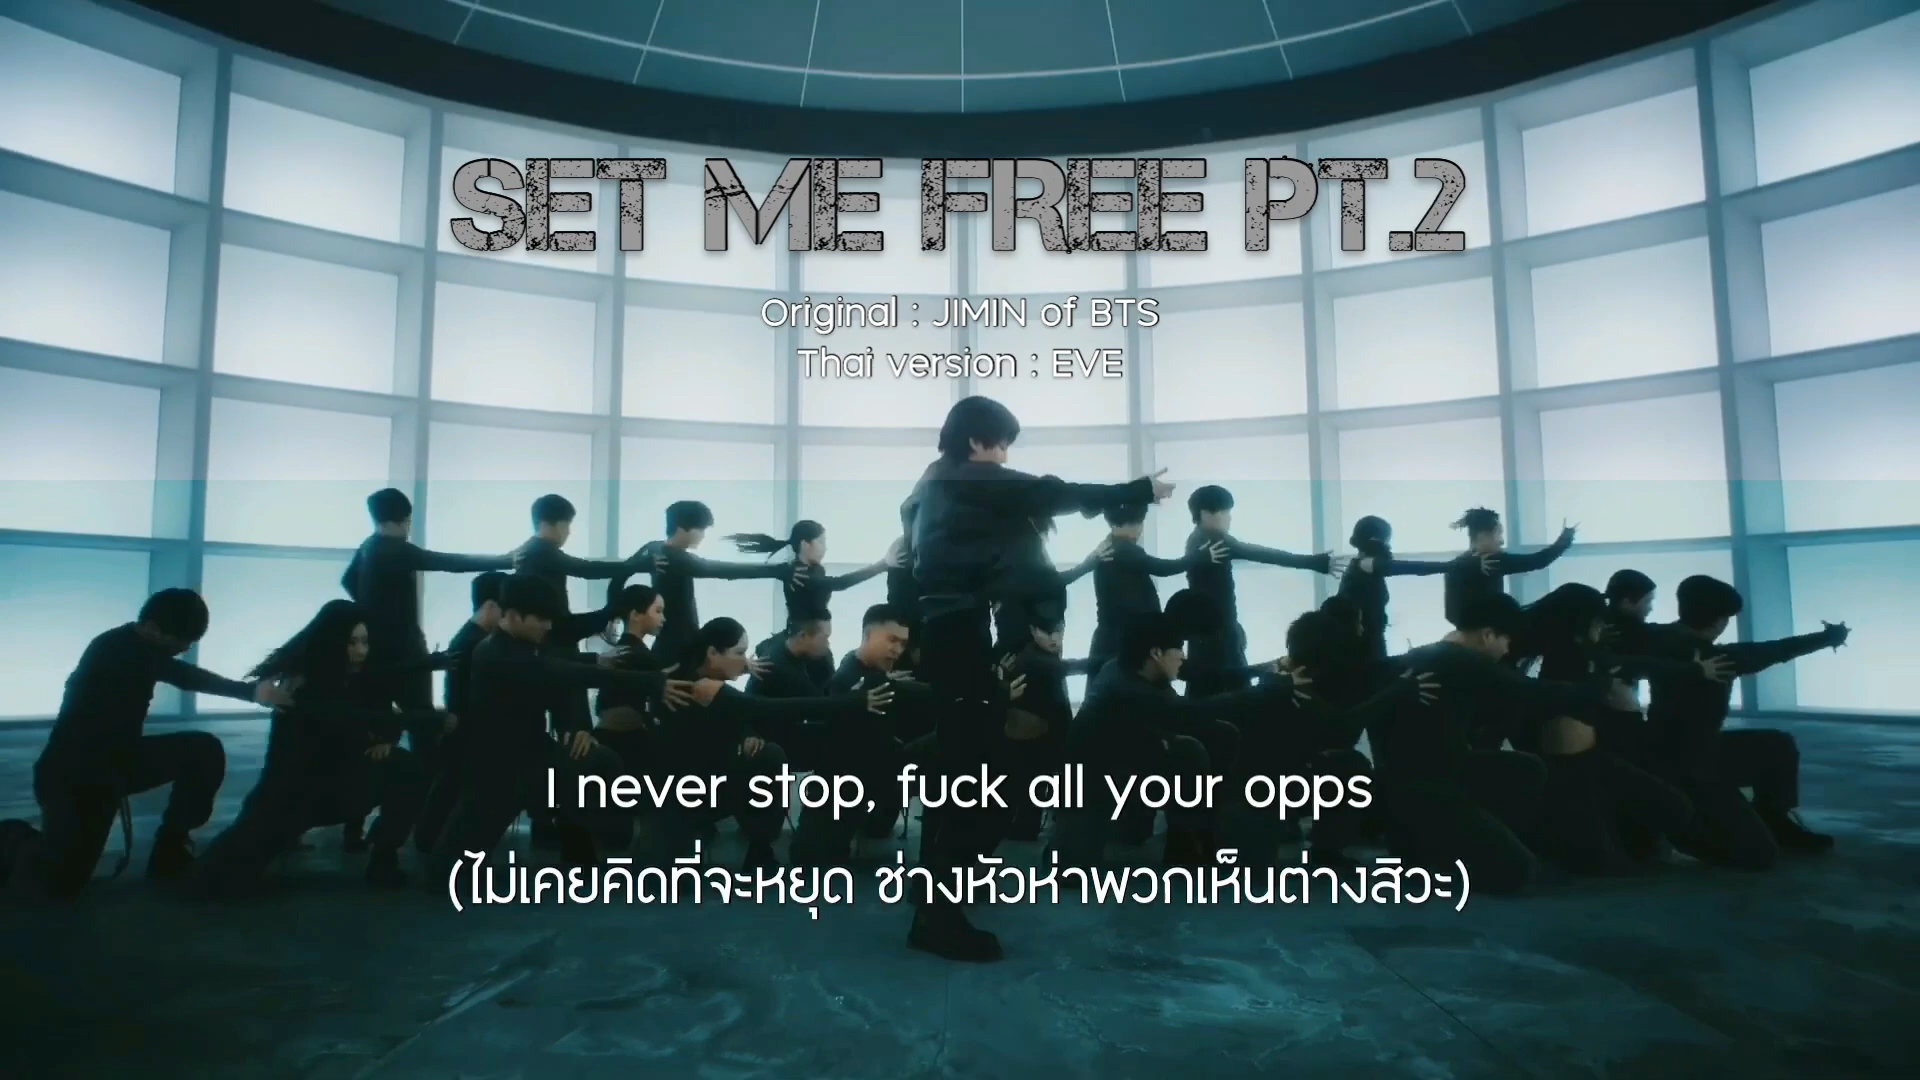 SET ME FREE PT.2
Original : JIMIN of BTS
Thai version : EVE
I never stop, fuck all your opps
(ไม่เคยคิดที่จะหยุด ช่างหัวห่าพวกเห็นต่างสิวะ)